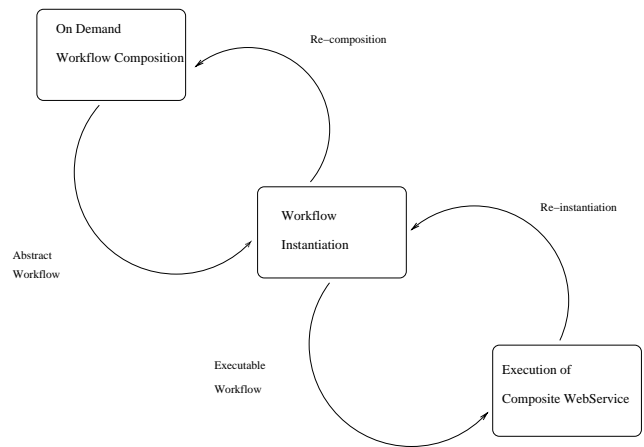 On Demand
Workflow Composition
Re–composition
Workflow
Instantiation
Re–instantiation
Abstract
Workflow
Executable
Workflow
Execution of
Composite WebService